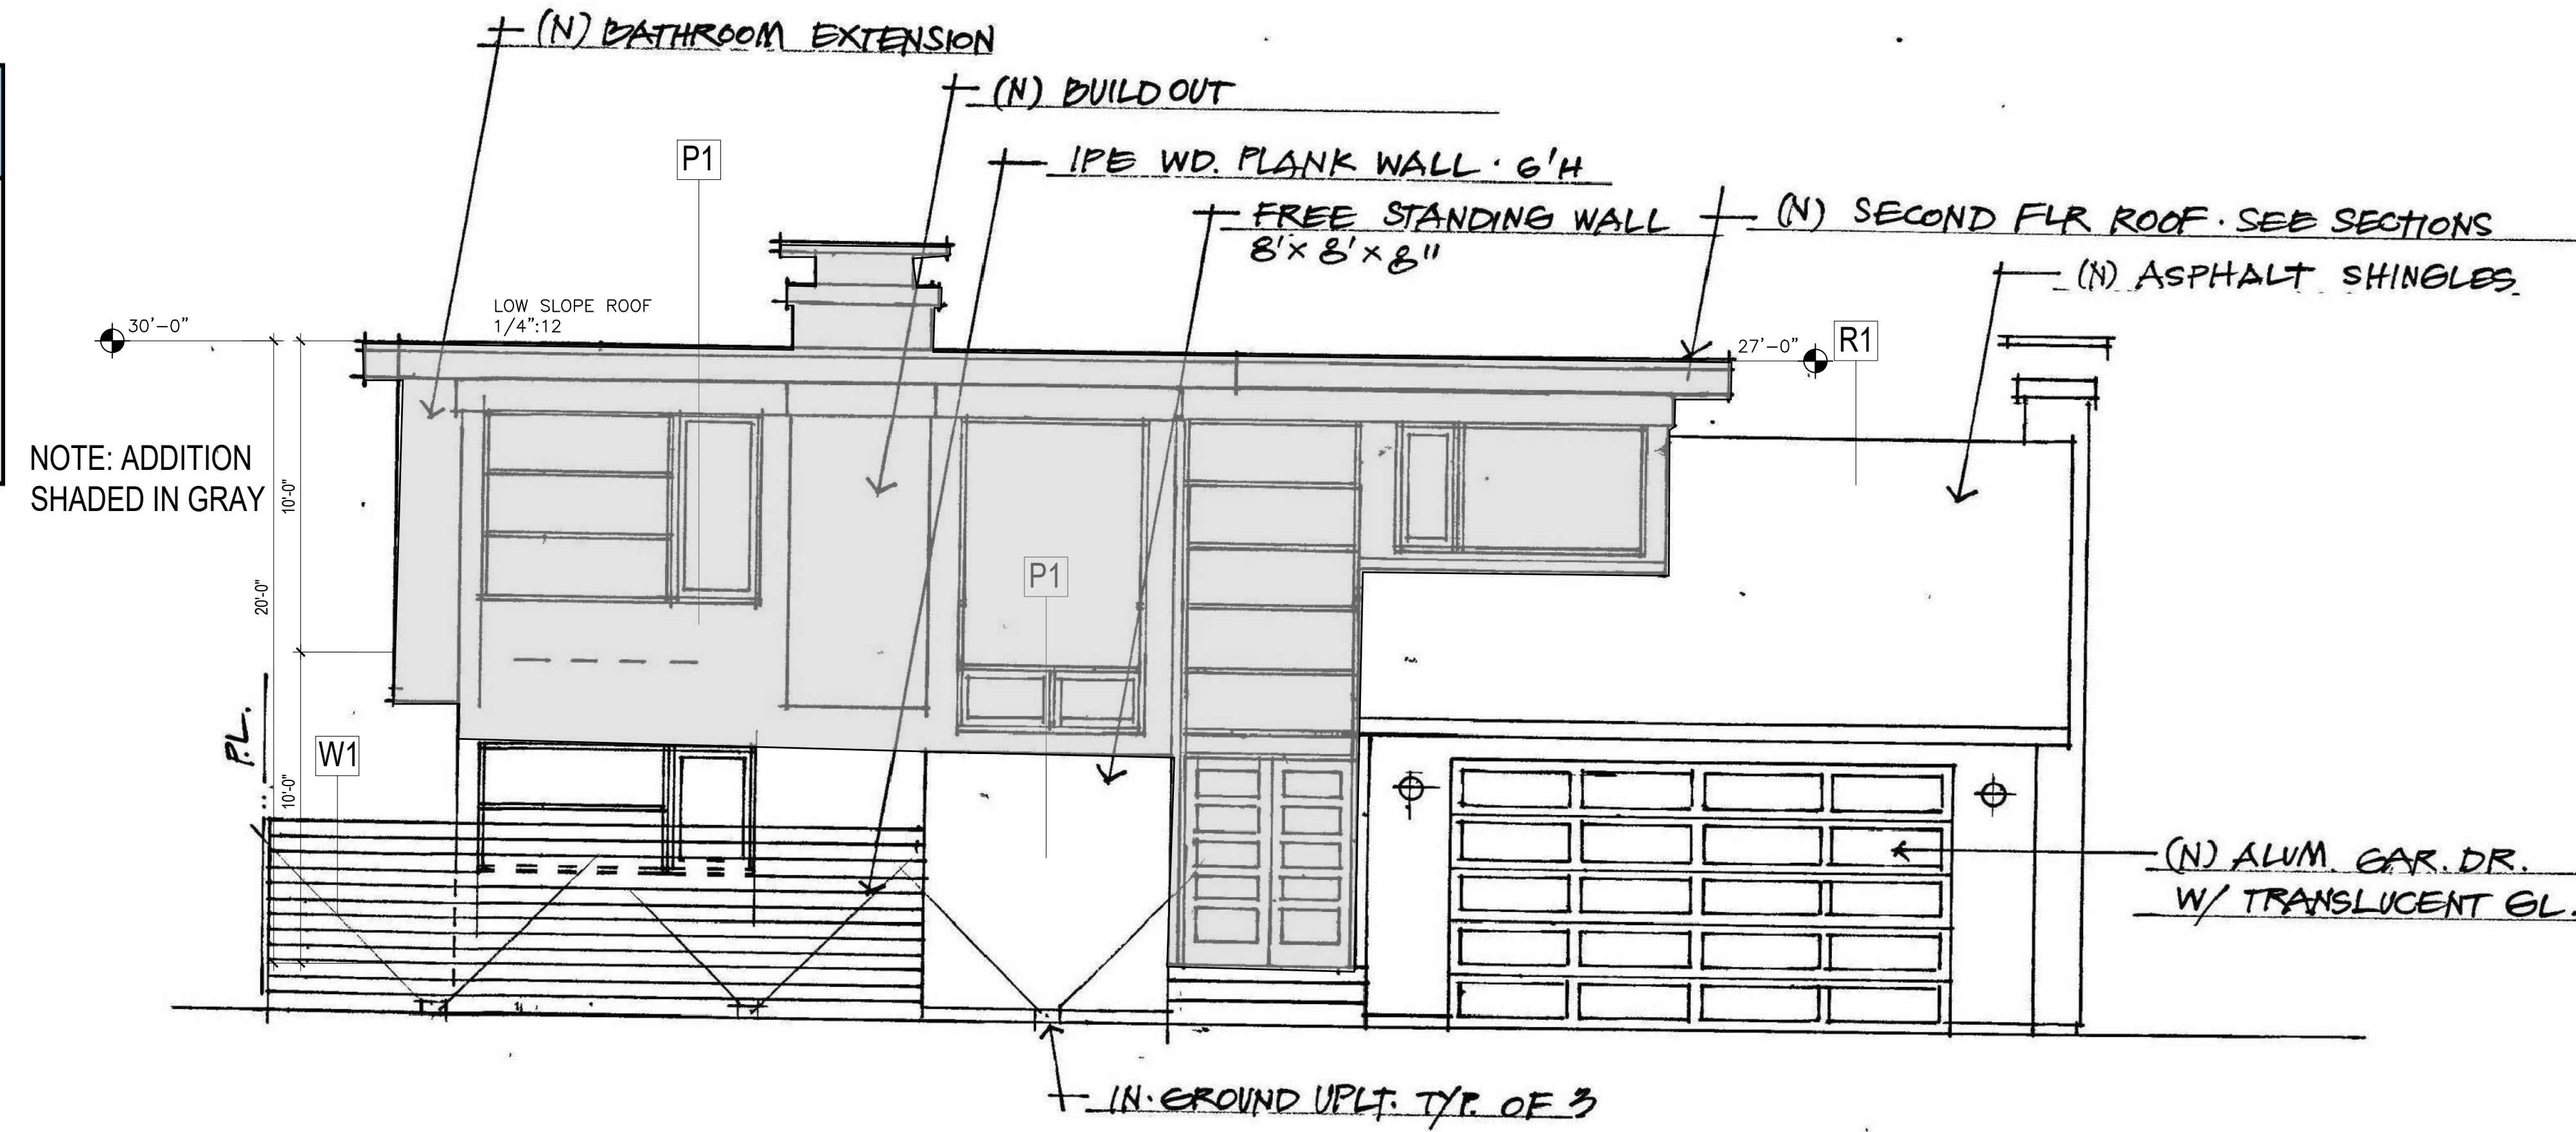 (N) BATHROOM EXTENSION
(N) BUILD OUT
IPE WD. PLANK WALL · 6'H
FREE STANDING WALL
8' x 8' x 8"
(N) SECOND FLR ROOF · SEE SECTIONS
(N) ASPHALT SHINGLES
P1
LOW SLOPE ROOF
1/4":12
30'-0"
27'-0"
R1
NOTE: ADDITION
SHADED IN GRAY
10'-0"
20'-0"
10'-0"
P1
P.L.
W1
(N) ALUM. GAR. DR.
W/ TRANSLUCENT GL.
IN·GROUND UPLT. TYP. OF 3